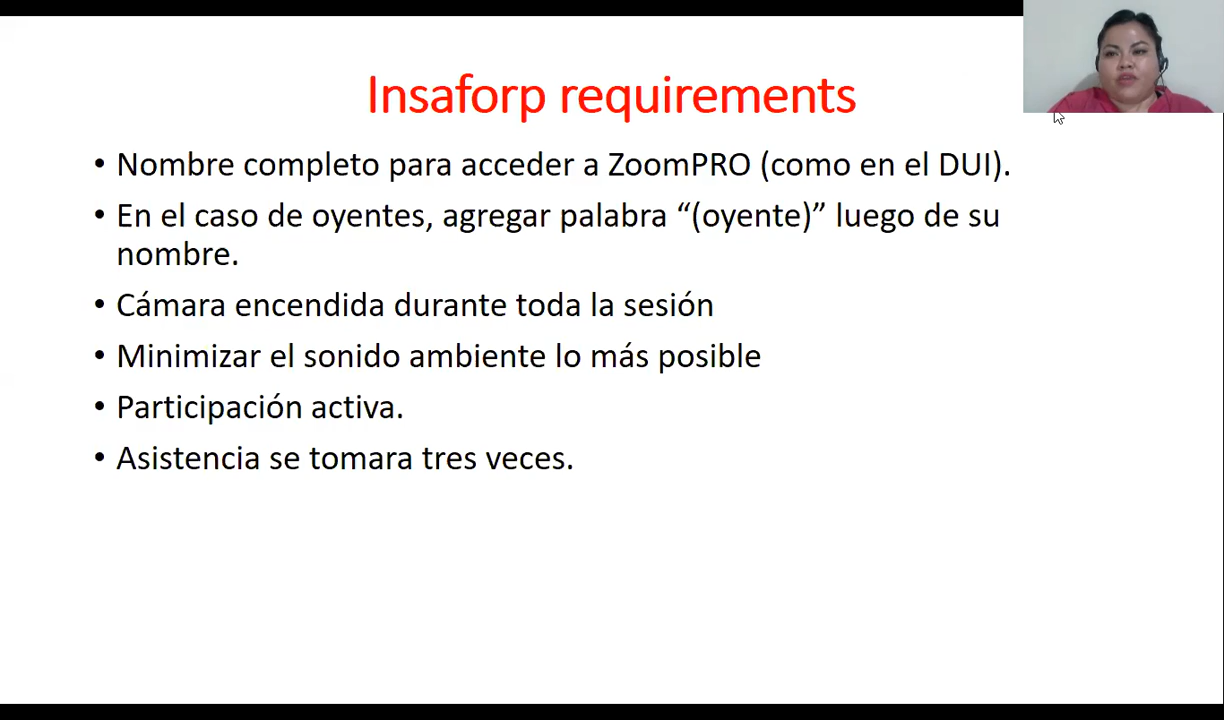 Insaforp requirements
• Nombre completo para acceder a ZoomPRO (como en el DUI).
• En el caso de oyentes, agregar palabra “(oyente)” luego de su
nombre.
• Cámara encendida durante toda la sesión
• Minimizar el sonido ambiente lo más posible
• Participación activa.
• Asistencia se tomara tres veces.